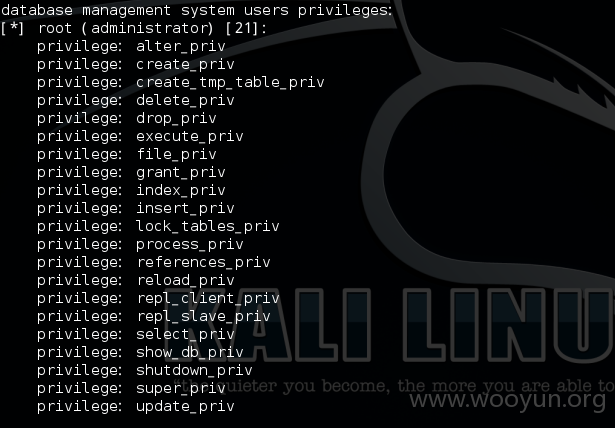 database management system users privileges:
[*] root (administrator) [21]:
privilege: alter_priv
privilege: create_priv
privilege: create_tmp_table_priv
privilege: delete_priv
privilege: drop_priv
privilege: execute_priv
privilege: file_priv
privilege: grant_priv
privilege: index_priv
privilege: insert_priv
privilege: lock_tables_priv
privilege: process_priv
privilege: references_priv
privilege: reload_priv
privilege: repl_client_priv
privilege: repl_slave_priv
privilege: select_priv
privilege: show_db_priv
privilege: shutdown_priv
privilege: super_priv
privilege: update_priv
KALI LINU
"the quieter you become, the more you are able to
www.wooyun.org